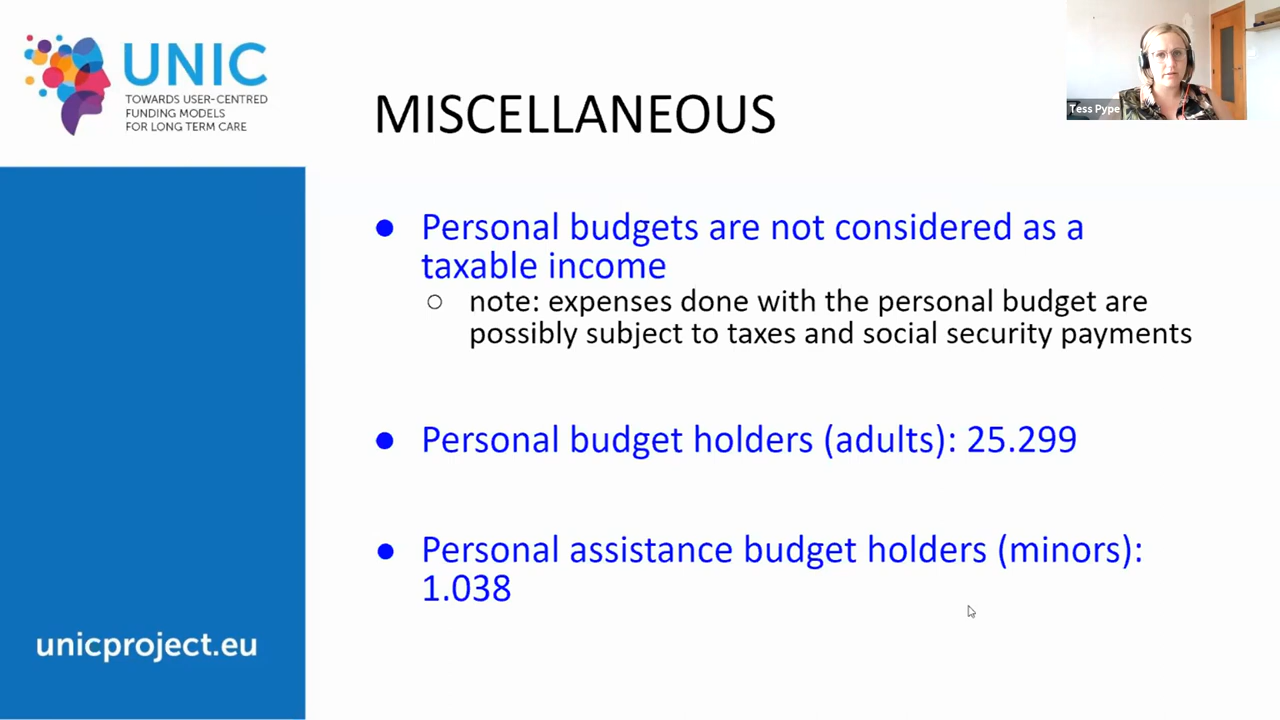 UNIC
TOWARDS USER-CENTRED
FUNDING MODELS
FOR LONG TERM CARE
MISCELLANEOUS
Tess Pype
● Personal budgets are not considered as a
taxable income
○ note: expenses done with the personal budget are
possibly subject to taxes and social security payments
● Personal budget holders (adults): 25.299
● Personal assistance budget holders (minors):
1.038
unicproject.eu